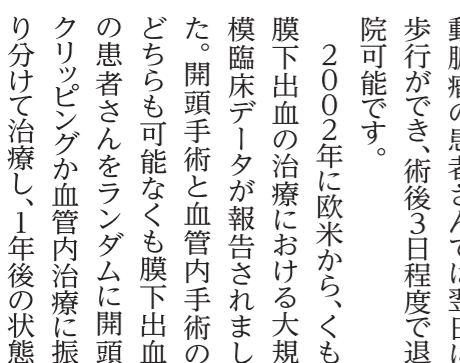 動脈瘤の患者さんでは翌日に
歩行ができ、術後3日程度で退
院可能です。
2002年に欧米から、くも
膜下出血の治療における大規
模臨床データが報告されまし
た。開頭手術と血管内手術の
どちらも可能なくも膜下出血
の患者さんをランダムに開頭
クリッピングか血管内治療に振
り分けて治療し、1年後の状態